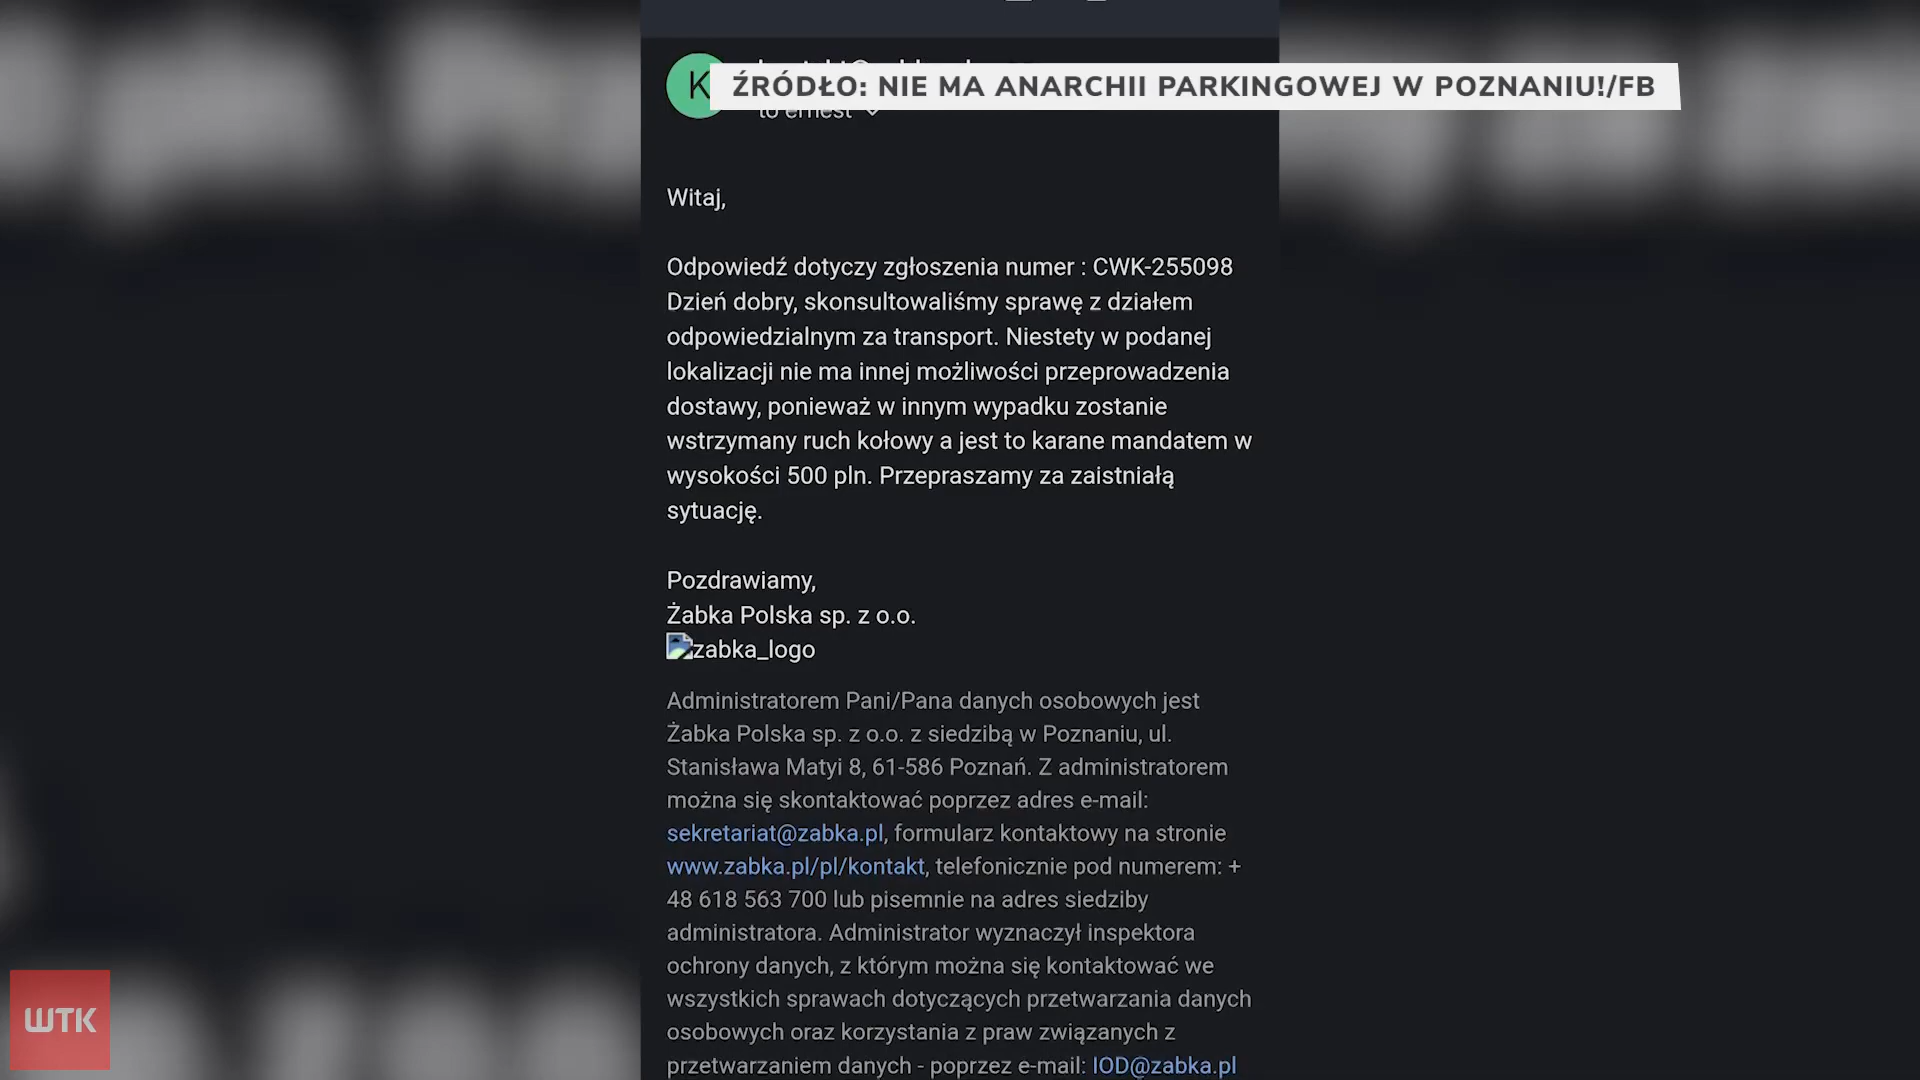 ŹRÓDŁO: NIE MA ANARCHII PARKINGOWEJ W POZNANIU!/FB
K
to ernest
Witaj,
Odpowiedź dotyczy zgłoszenia numer : CWK-255098
Dzień dobry, skonsultowaliśmy sprawę z działem
odpowiedzialnym za transport. Niestety w podanej
lokalizacji nie ma innej możliwości przeprowadzenia
dostawy, ponieważ w innym wypadku zostanie
wstrzymany ruch kołowy a jest to karane mandatem w
wysokości 500 pln. Przepraszamy za zaistniałą
sytuację.
Pozdrawiamy,
Żabka Polska sp. z o.o.
zabka_logo
Administratorem Pani/Pana danych osobowych jest
Żabka Polska sp. z o.o. z siedzibą w Poznaniu, ul.
Stanisława Matyi 8, 61-586 Poznań. Z administratorem
można się skontaktować poprzez adres e-mail:
sekretariat@zabka.pl, formularz kontaktowy na stronie
www.zabka.pl/pl/kontakt, telefonicznie pod numerem: +
48 618 563 700 lub pisemnie na adres siedziby
administratora. Administrator wyznaczył inspektora
ochrony danych, z którym można się kontaktować we
wszystkich sprawach dotyczących przetwarzania danych
osobowych oraz korzystania z praw związanych z
przetwarzaniem danych - poprzez e-mail: IOD@zabka.pl
WTK